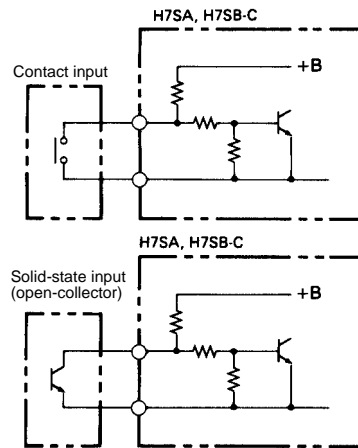 H7SA, H7SB-C
Contact input
+B
H7SA, H7SB-C
Solid-state input
(open-collector)
+B